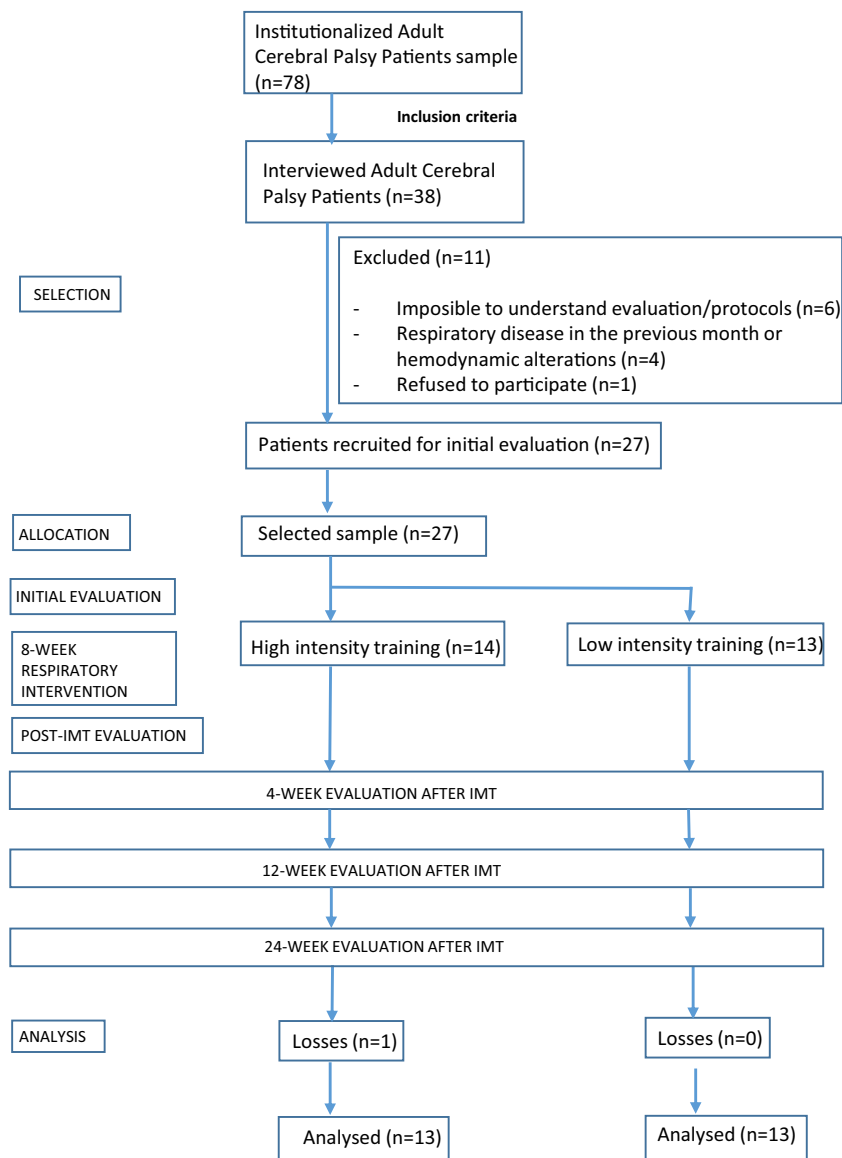 Institutionalized Adult
Cerebral Palsy Patients sample
(n=78)
Inclusion criteria
Interviewed Adult Cerebral
Palsy Patients (n=38)
Excluded (n=11)
- Imposible to understand evaluation/protocols (n=6)
- Respiratory disease in the previous month or
hemodynamic alterations (n=4)
- Refused to participate (n=1)
SELECTION
Patients recruited for initial evaluation (n=27)
ALLOCATION
Selected sample (n=27)
INITIAL EVALUATION
8-WEEK
RESPIRATORY
INTERVENTION
High intensity training (n=14)
Low intensity training (n=13)
POST-IMT EVALUATION
4-WEEK EVALUATION AFTER IMT
12-WEEK EVALUATION AFTER IMT
24-WEEK EVALUATION AFTER IMT
ANALYSIS
Losses (n=1)
Losses (n=0)
Analysed (n=13)
Analysed (n=13)